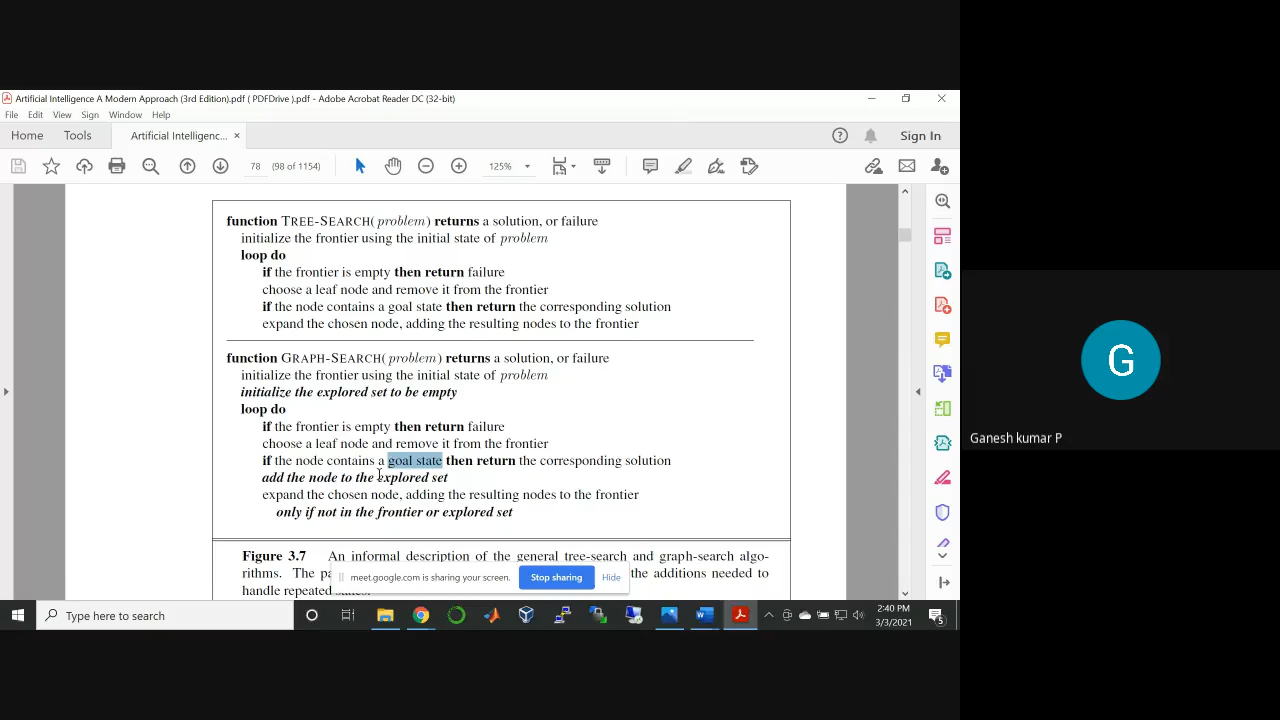 Artificial Intelligence A Modern Approach (3rd Edition).pdf ( PDFDrive ).pdf - Adobe Acrobat Reader DC (32-bit)
File Edit View Sign Window Help
Home Tools Artificial Intelligenc... × Sign In
78 (98 of 1154) 125%
function TREE-SEARCH( problem) returns a solution, or failure
initialize the frontier using the initial state of problem
loop do
if the frontier is empty then return failure
choose a leaf node and remove it from the frontier
if the node contains a goal state then return the corresponding solution
expand the chosen node, adding the resulting nodes to the frontier
function GRAPH-SEARCH( problem) returns a solution, or failure
initialize the frontier using the initial state of problem
initialize the explored set to be empty
loop do
if the frontier is empty then return failure
choose a leaf node and remove it from the frontier
if the node contains a goal state then return the corresponding solution
add the node to the explored set
expand the chosen node, adding the resulting nodes to the frontier
only if not in the frontier or explored set
Figure 3.7 An informal description of the general tree-search and graph-search algo-
rithms. The the additions needed to
handle repeated states.
meet.google.com is sharing your screen. Stop sharing Hide
Type here to search
2:40 PM
3/3/2021
5
G
Ganesh kumar P